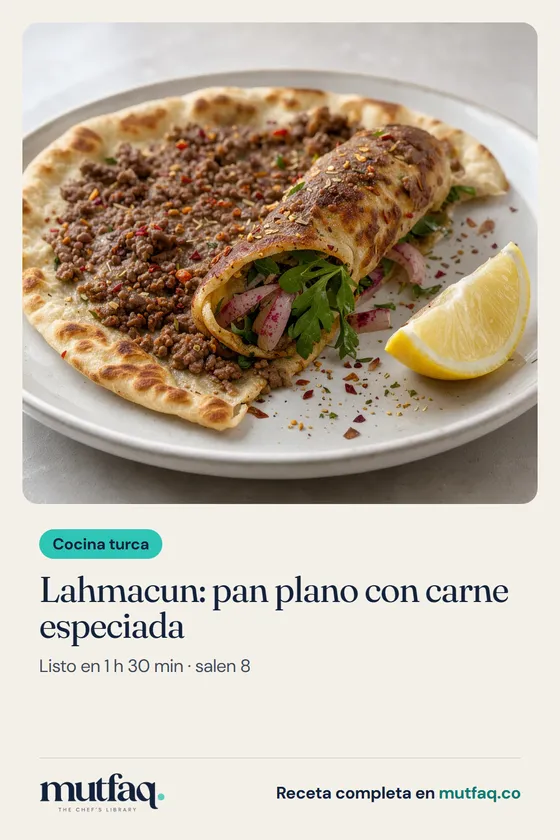 Cocina turca
Lahmacun: pan plano con carne
especiada
Listo en 1 h 30 min · salen 8
mutfaq.
THE CHEF'S LIBRARY
Receta completa en mutfaq.co